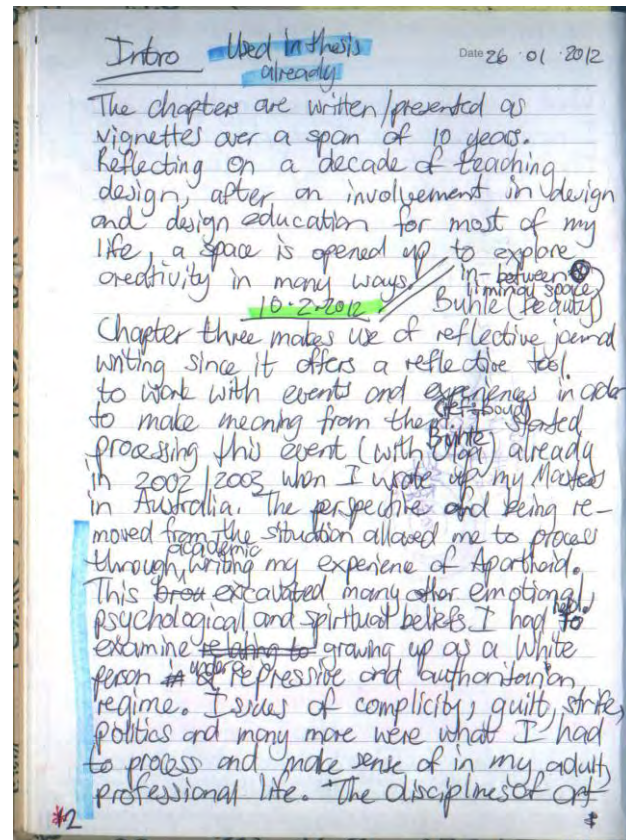 Intro Used in thesis already
Date 26 · 01 · 2012
The chapters are written/presented as
vignettes over a span of 10 years.
Reflecting on a decade of teaching
design, after an involvement in design
and design education for most of my
life, a space is opened up to explore
creativity in many ways.
in-between
liminal space
Buhle (beauty)
10·2·2012
Chapter three makes use of reflective journal
writing since it offers a reflective tool
to work with events and experiences in order
to make meaning from them. I started
processing this event (with Buhle) already
in 2002/2003 when I wrote up my Masters
in Australia. The perspective and being re-
moved from the situation allowed me to process
through academic writing my experiene of Apartheid.
This excavated many other emotional,
psychological and spiritual beliefs I had held to
examine relating to growing up as a White
person under repressive and authoritarian
regime. Issues of complicity, guilt, strife,
politics and many more were what I had
to process and make sense of in my adult,
professional life. The disciplines of art
*2